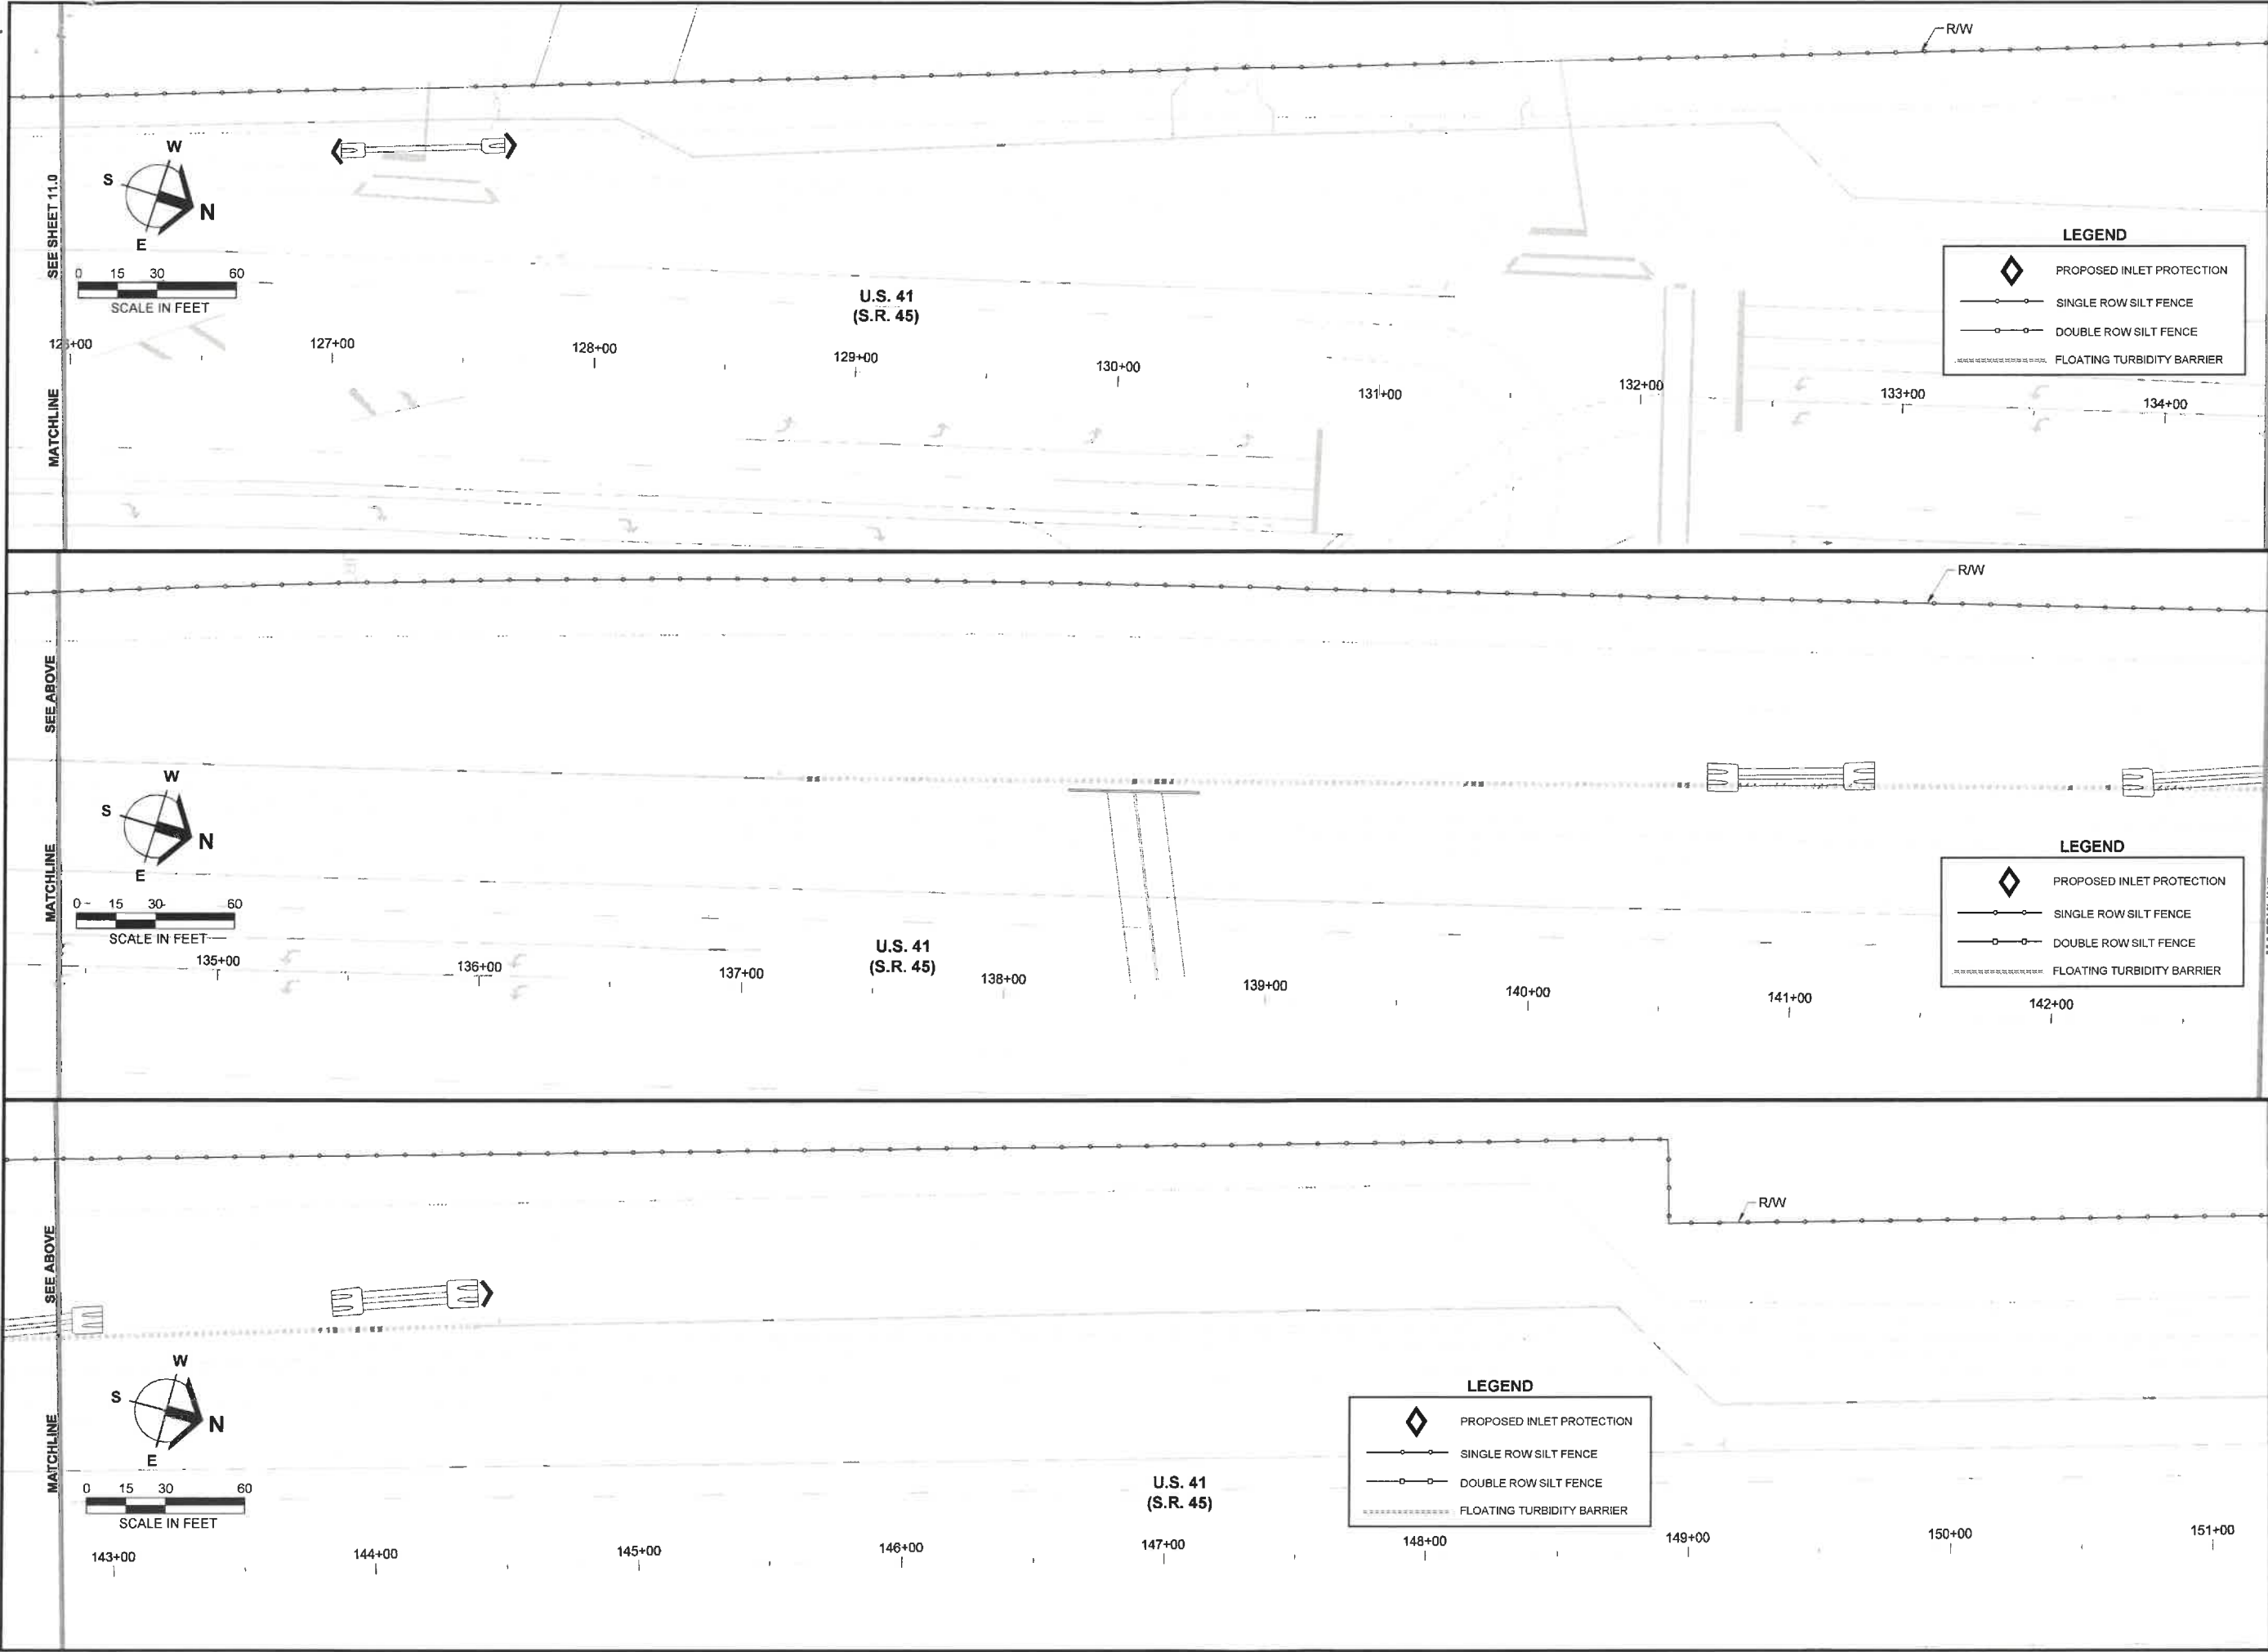 R/W
W
S
N
E
SEE SHEET 11.0
MATCHLINE
0 15 30 60
SCALE IN FEET
U.S. 41
(S.R. 45)
LEGEND
PROPOSED INLET PROTECTION
SINGLE ROW SILT FENCE
DOUBLE ROW SILT FENCE
FLOATING TURBIDITY BARRIER
126+00
127+00
128+00
129+00
130+00
131+00
132+00
133+00
134+00
R/W
SEE ABOVE
MATCHLINE
W
S
N
E
0 15 30 60
SCALE IN FEET
U.S. 41
(S.R. 45)
LEGEND
PROPOSED INLET PROTECTION
SINGLE ROW SILT FENCE
DOUBLE ROW SILT FENCE
FLOATING TURBIDITY BARRIER
135+00
136+00
137+00
138+00
139+00
140+00
141+00
142+00
R/W
SEE ABOVE
MATCHLINE
W
S
N
E
0 15 30 60
SCALE IN FEET
U.S. 41
(S.R. 45)
LEGEND
PROPOSED INLET PROTECTION
SINGLE ROW SILT FENCE
DOUBLE ROW SILT FENCE
FLOATING TURBIDITY BARRIER
143+00
144+00
145+00
146+00
147+00
148+00
149+00
150+00
151+00